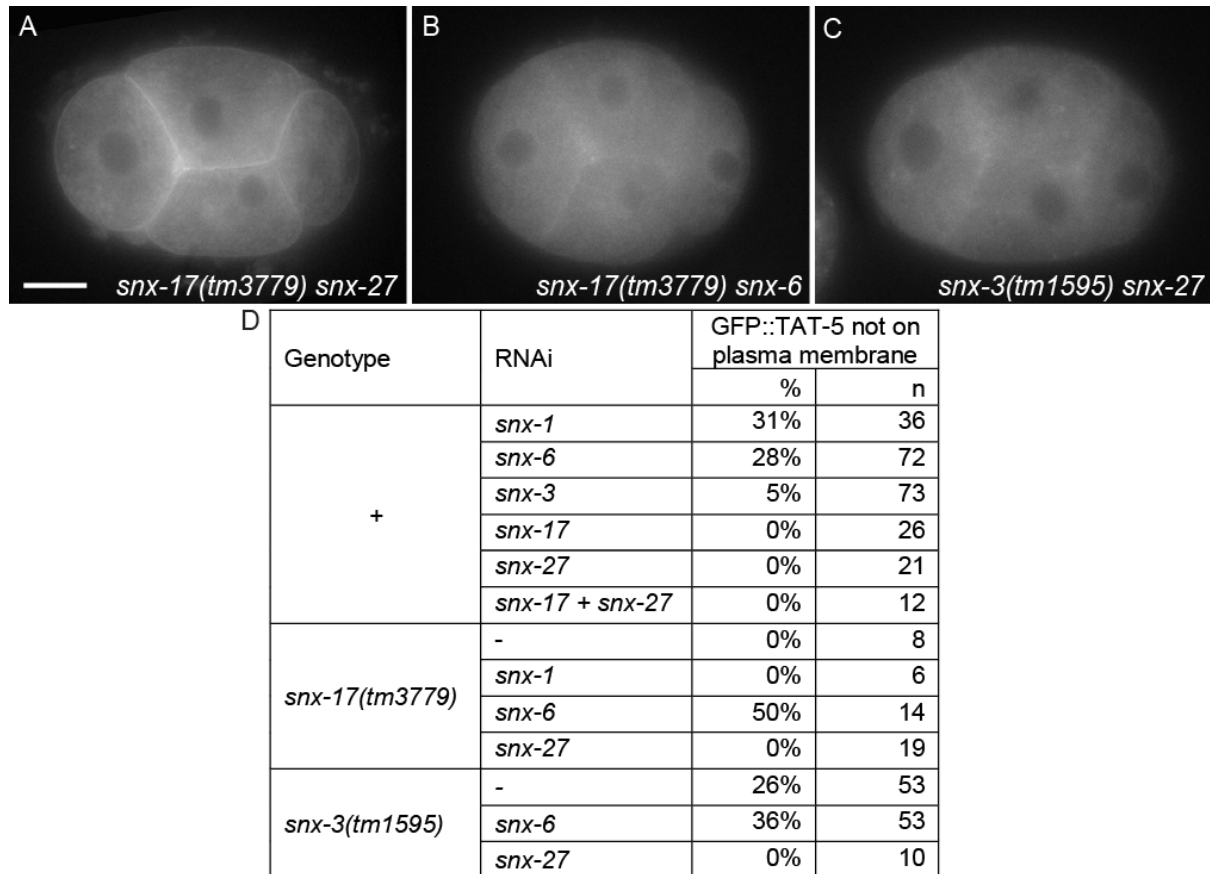 A
snx-17(tm3779) snx-27
B
snx-17(tm3779) snx-6
C
snx-3(tm1595) snx-27
D
Genotype RNAi GFP::TAT-5 not on
plasma membrane
% n
+
snx-1 31% 36
snx-6 28% 72
snx-3 5% 73
snx-17 0% 26
snx-27 0% 21
snx-17 + snx-27 0% 12
snx-17(tm3779)
- 0% 8
snx-1 0% 6
snx-6 50% 14
snx-27 0% 19
snx-3(tm1595)
- 26% 53
snx-6 36% 53
snx-27 0% 10